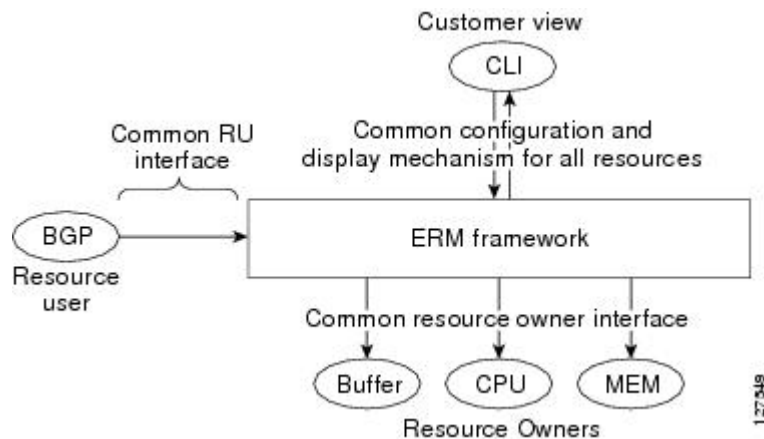 Customer view
CLI
Common RU
interface
Common configuration and
display mechanism for all resources
BGP
ERM framework
Resource
user
Common resource owner interface
Buffer
CPU
MEM
Resource Owners
127549